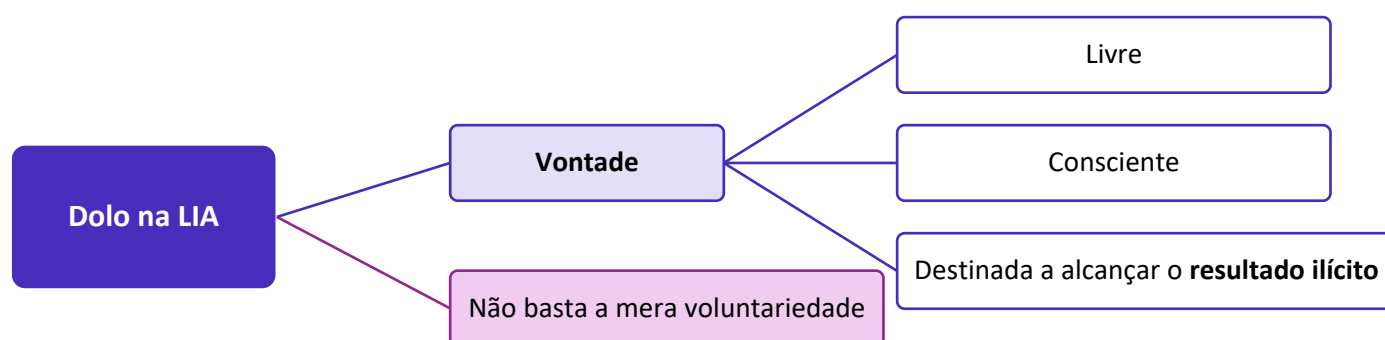 Dolo na LIA
Vontade
Livre
Consciente
Destinada a alcançar o resultado ilícito
Não basta a mera voluntariedade